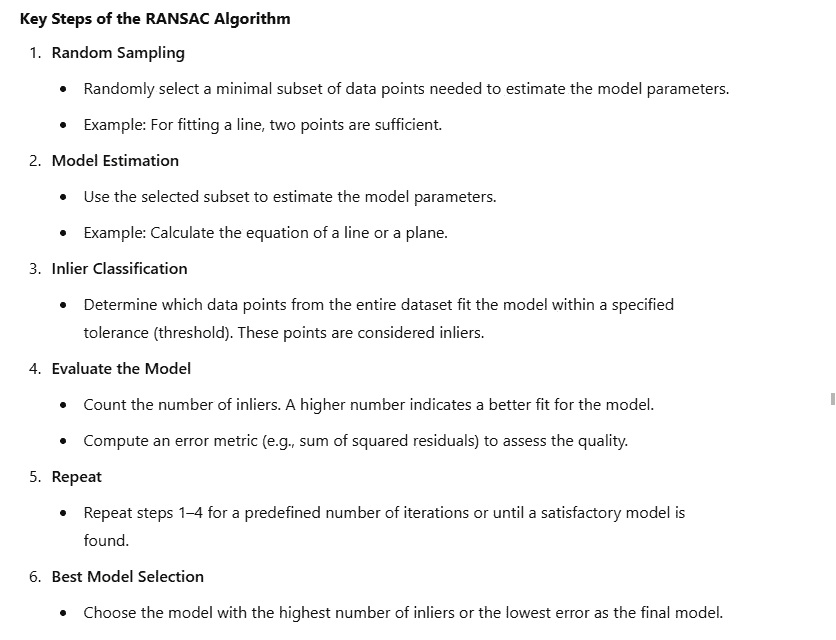 Key Steps of the RANSAC Algorithm
1. Random Sampling
• Randomly select a minimal subset of data points needed to estimate the model parameters.
• Example: For fitting a line, two points are sufficient.
2. Model Estimation
• Use the selected subset to estimate the model parameters.
• Example: Calculate the equation of a line or a plane.
3. Inlier Classification
• Determine which data points from the entire dataset fit the model within a specified
tolerance (threshold). These points are considered inliers.
4. Evaluate the Model
• Count the number of inliers. A higher number indicates a better fit for the model.
• Compute an error metric (e.g., sum of squared residuals) to assess the quality.
5. Repeat
• Repeat steps 1–4 for a predefined number of iterations or until a satisfactory model is
found.
6. Best Model Selection
• Choose the model with the highest number of inliers or the lowest error as the final model.